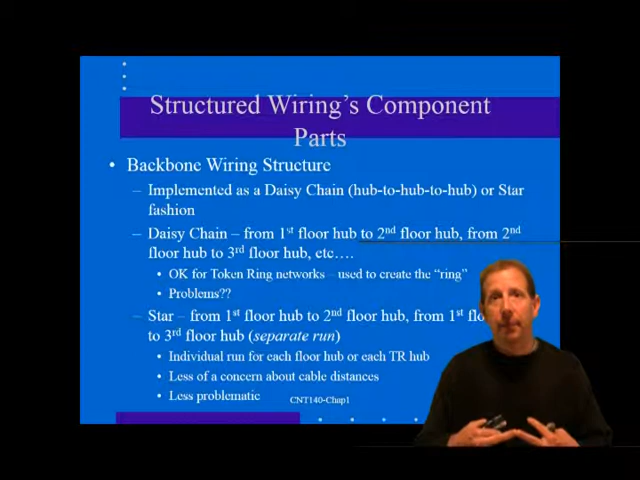 Structured Wiring's Component
Parts
• Backbone Wiring Structure
– Implemented as a Daisy Chain (hub-to-hub-to-hub) or Star
fashion
– Daisy Chain – from 1st floor hub to 2nd floor hub, from 2nd
floor hub to 3rd floor hub, etc….
• OK for Token Ring networks – used to create the “ring”
• Problems??
– Star – from 1st floor hub to 2nd floor hub, from 1st
to 3rd floor hub (separate run)
• Individual run for each floor hub or each TR hub
• Less of a concern about cable distances
• Less problematic
CNT140-Chap1